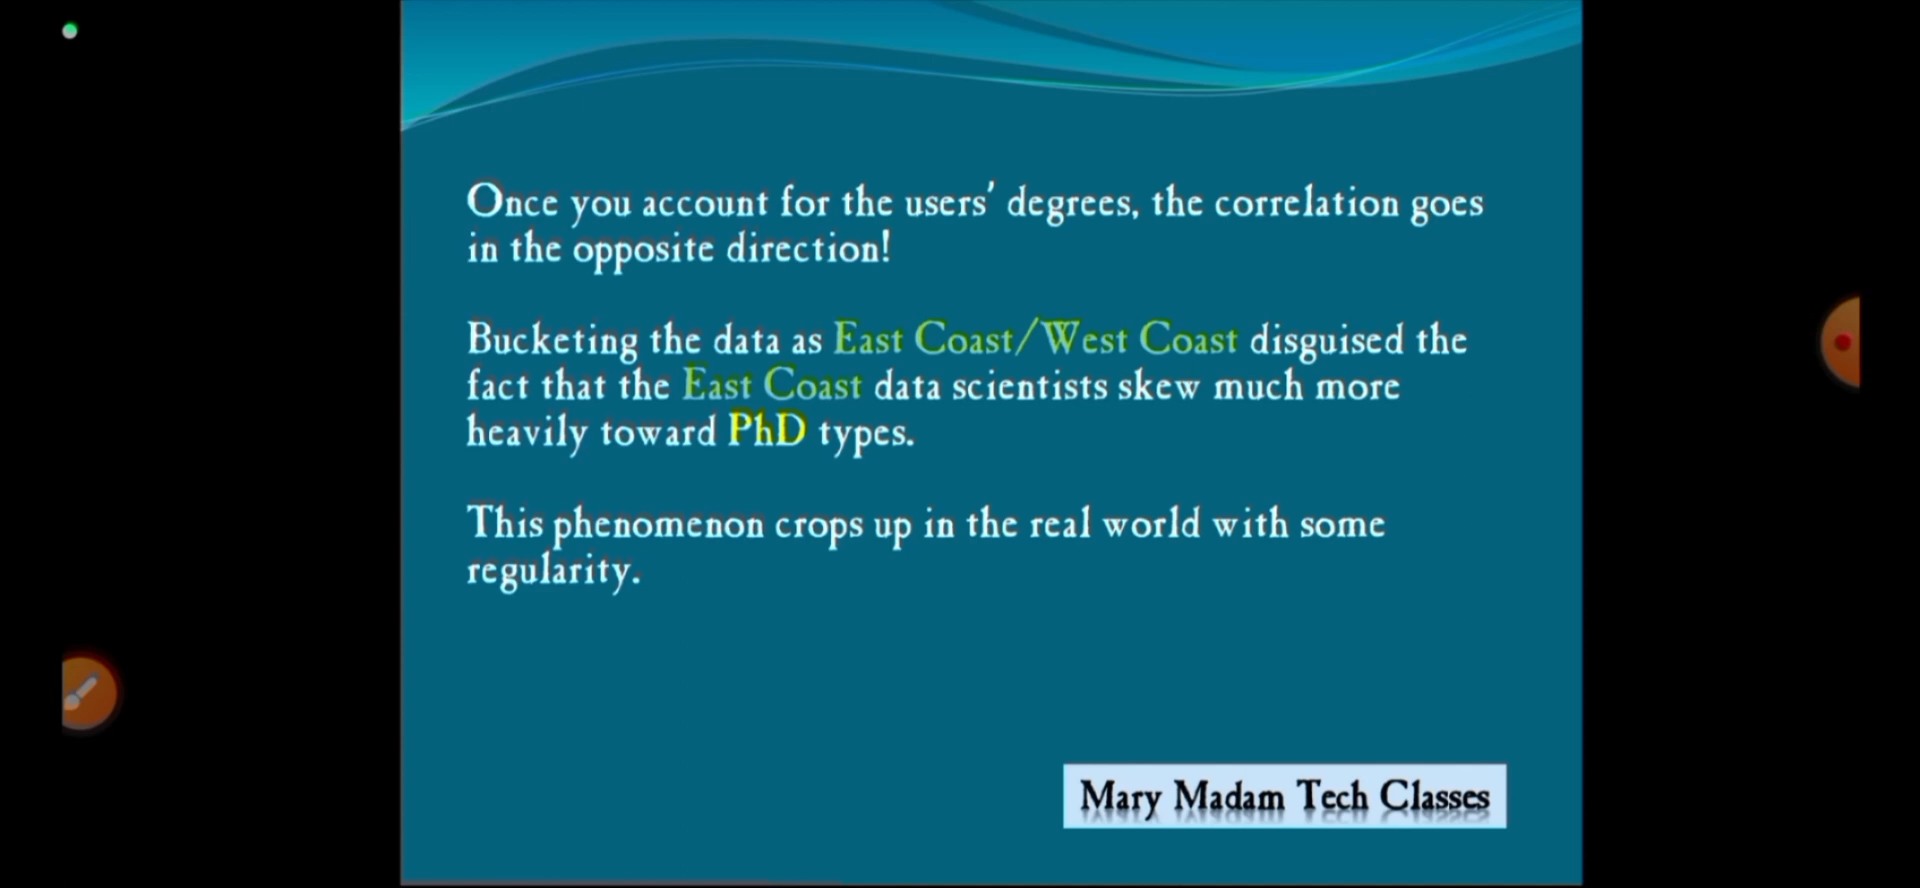 Once you account for the users' degrees, the correlation goes
in the opposite direction!
Bucketing the data as East Coast/West Coast disguised the
fact that the East Coast data scientists skew much more
heavily toward PhD types.
This phenomenon crops up in the real world with some
regularity.
Mary Madam Tech Classes